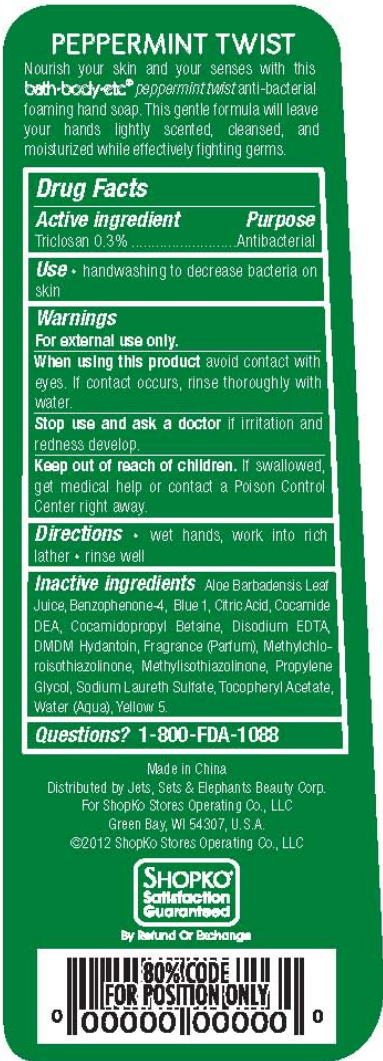 PEPPERMINT TWIST
Nourish your skin and your senses with this
bath•body•etc® peppermint twist anti-bacterial
foaming hand soap. This gentle formula will leave
your hands lightly scented, cleansed, and
moisturized while effectively fighting germs.
Drug Facts
Active ingredient Purpose
Triclosan 0.3% ..........................Antibacterial
Use • handwashing to decrease bacteria on
skin
Warnings
For external use only.
When using this product avoid contact with
eyes. If contact occurs, rinse thoroughly with
water.
Stop use and ask a doctor if irritation and
redness develop.
Keep out of reach of children. If swallowed,
get medical help or contact a Poison Control
Center right away.
Directions • wet hands, work into rich
lather • rinse well
Inactive ingredients Aloe Barbadensis Leaf
Juice, Benzophenone-4, Blue 1, Citric Acid, Cocamide
DEA, Cocamidopropyl Betaine, Disodium EDTA,
DMDM Hydantoin, Fragrance (Parfum), Methylchlo-
roisothiazolinone, Methylisothiazolinone, Propylene
Glycol, Sodium Laureth Sulfate, Tocopheryl Acetate,
Water (Aqua), Yellow 5.
Questions? 1-800-FDA-1088
Made in China
Distributed by Jets, Sets & Elephants Beauty Corp.
For ShopKo Stores Operating Co., LLC
Green Bay, WI 54307, U.S.A.
©2012 ShopKo Stores Operating Co., LLC
SHOPKO®
Satisfaction
Guaranteed
By Refund Or Exchange
80% CODE
FOR POSITION ONLY
0 00000 00000 0